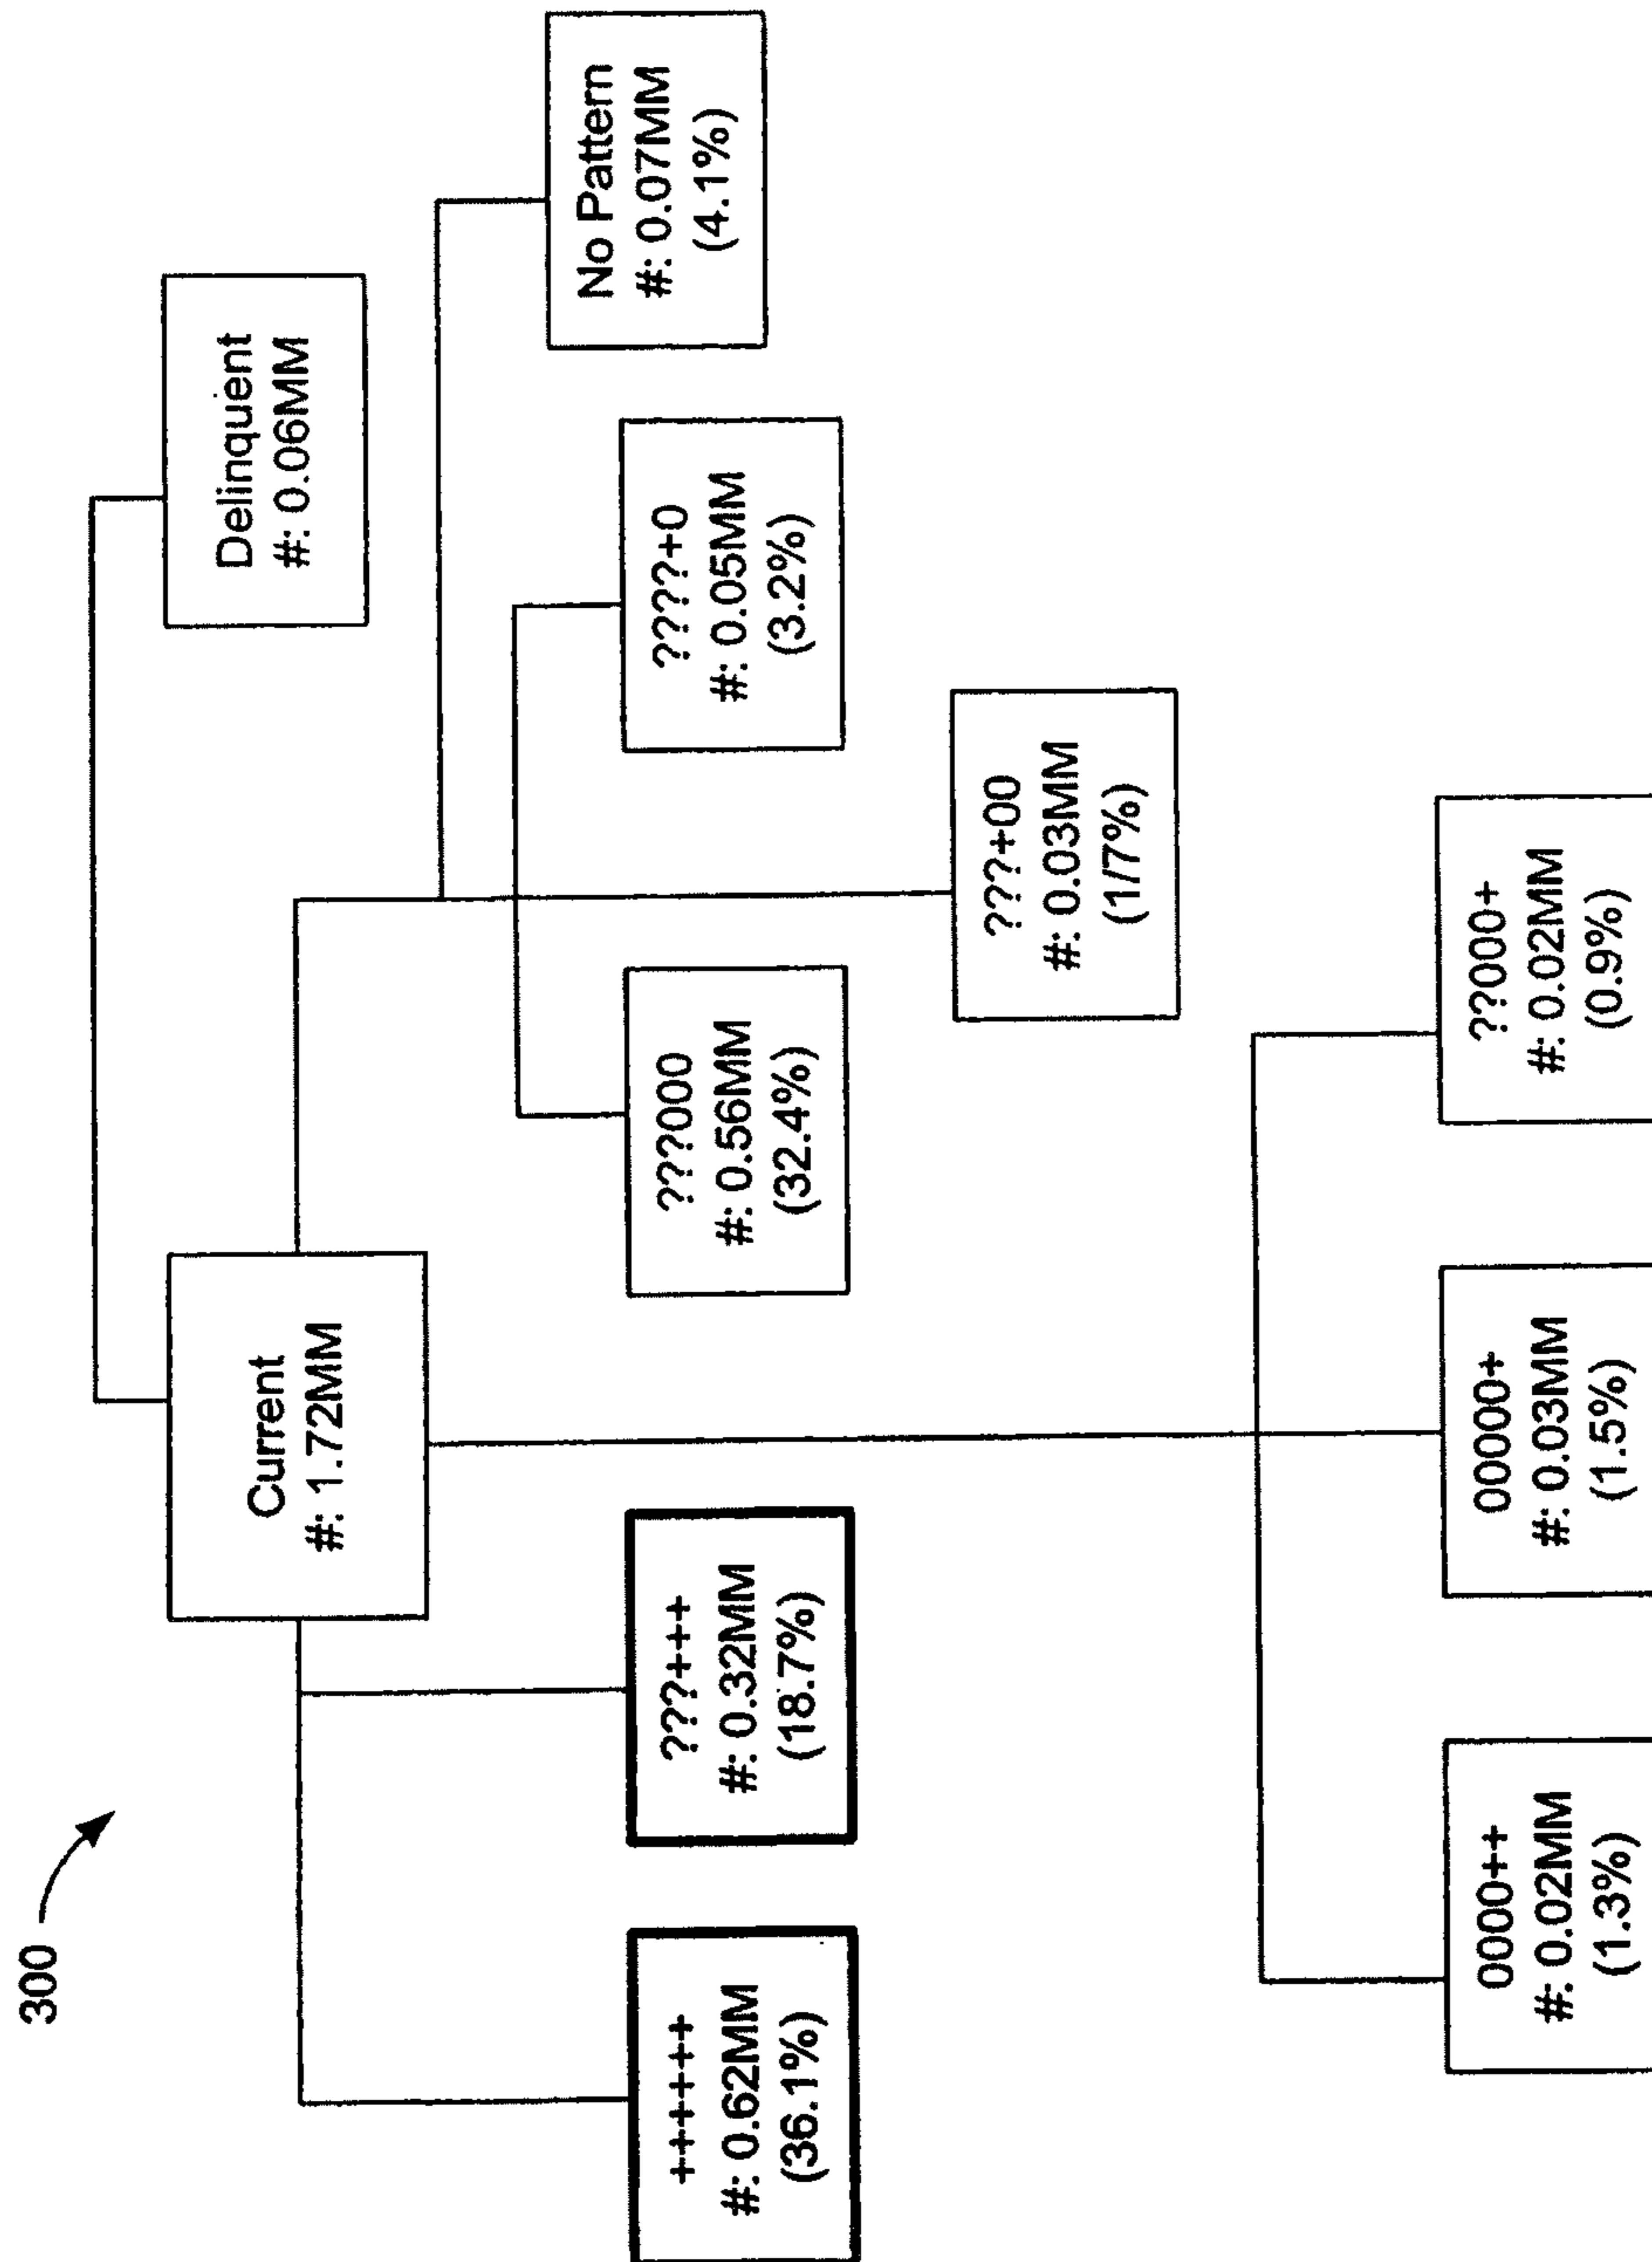 300
Current
#: 1.72MM
Delinquent
#: 0.06MM
++++++
#: 0.62MM
(36.1%)
???+++
#: 0.32MM
(18.7%)
???000
#: 0.56MM
(32.4%)
????+0
#: 0.05MM
(3.2%)
No Pattern
#: 0.07MM
(4.1%)
???+00
#: 0.03MM
(1/7%)
0000++
#: 0.02MM
(1.3%)
00000+
#: 0.03MM
(1.5%)
??000+
#: 0.02MM
(0.9%)